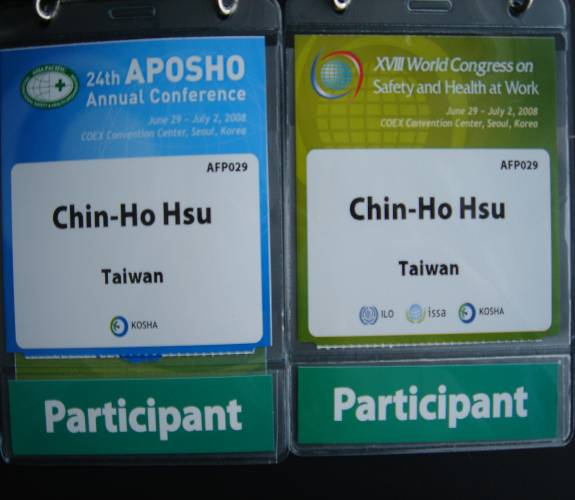 24th APOSHO
Annual Conference
June 29 - July 2, 2008
COEX Convention Center, Seoul, Korea
AFP029
Chin-Ho Hsu
Taiwan
KOSHA
Participant
XVIII World Congress on
Safety and Health at Work
June 29 - July 2, 2008
COEX Convention Center, Seoul, Korea
AFP029
Chin-Ho Hsu
Taiwan
ILO issa KOSHA
Participant